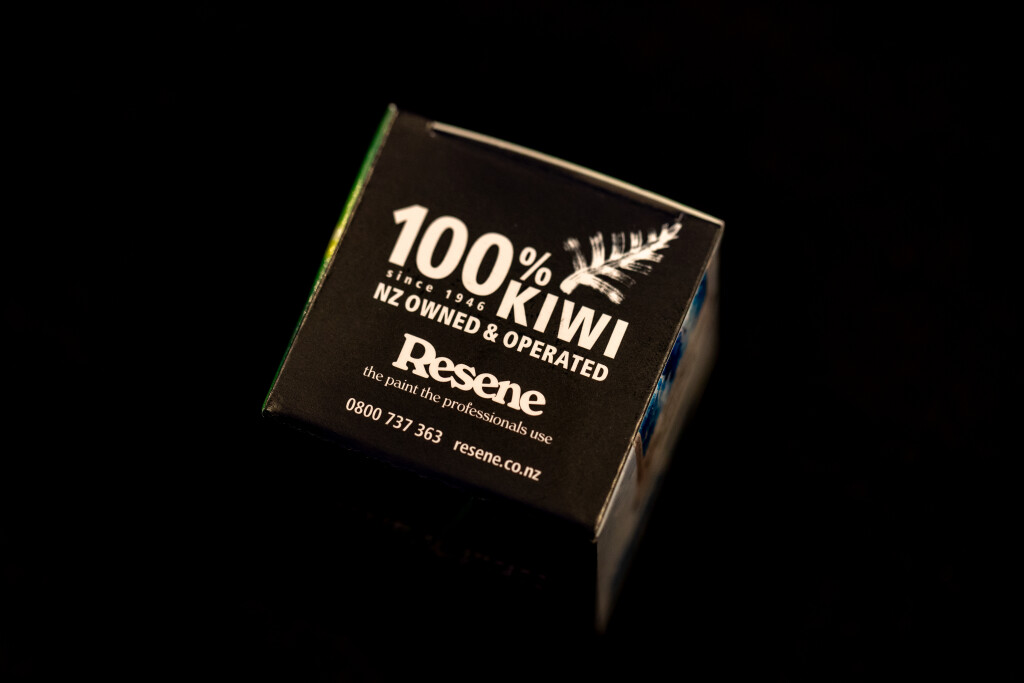 100% KIWI
since 1946
NZ OWNED & OPERATED
Resene
the paint the professionals use
0800 737 363 resene.co.nz